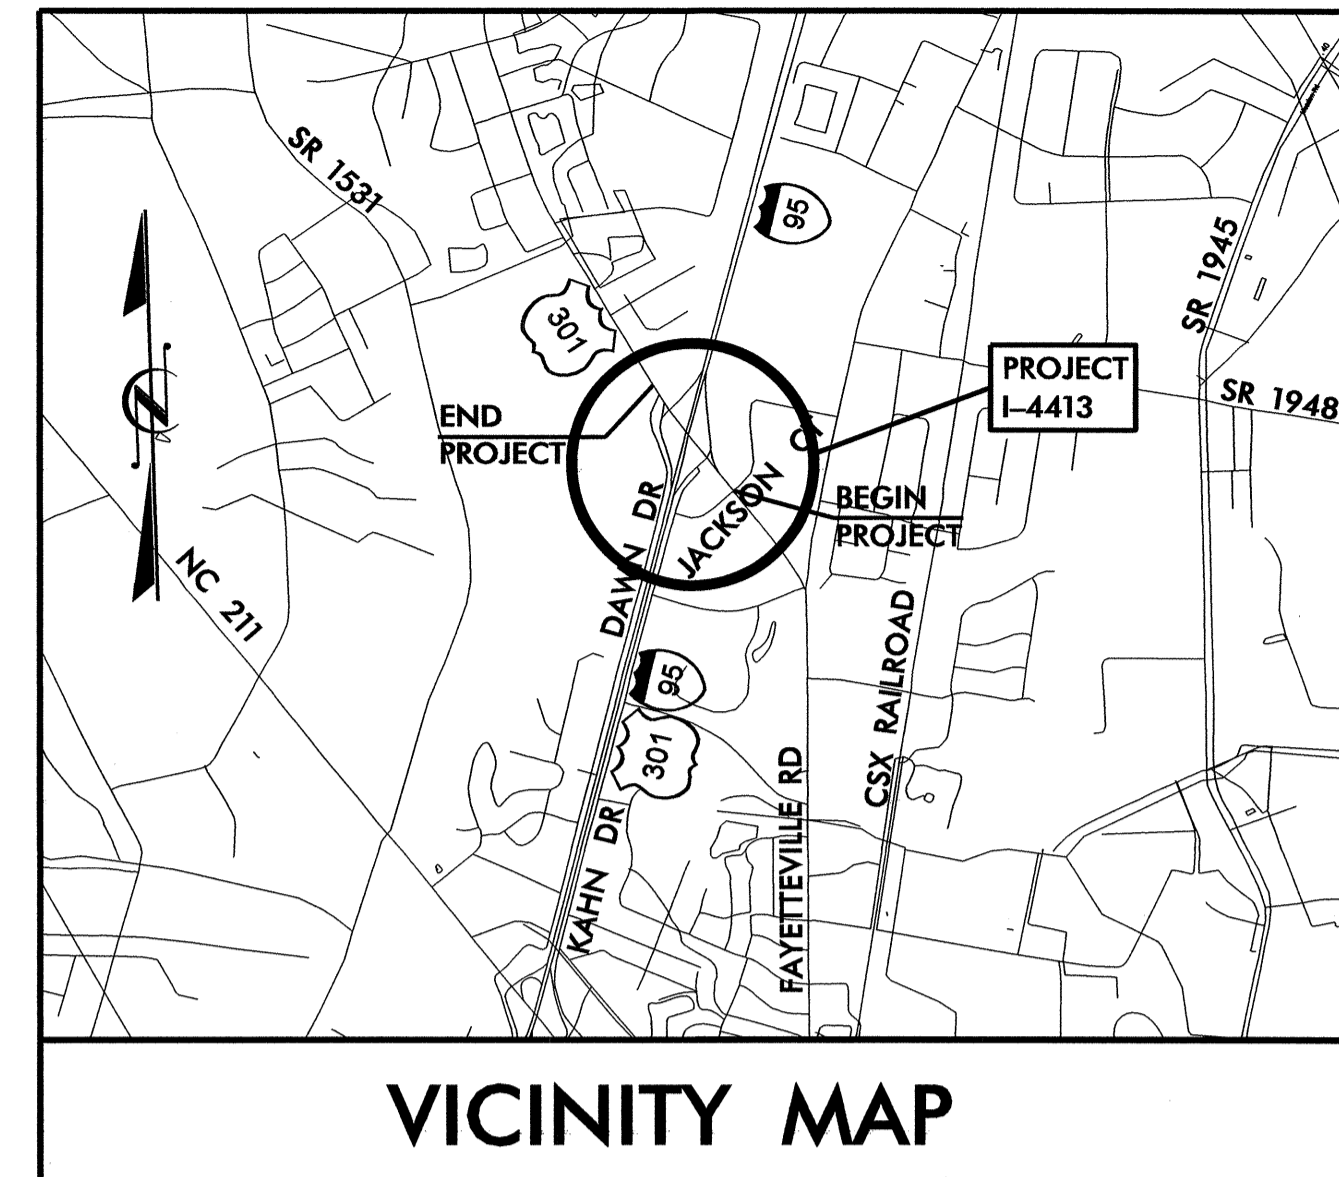 SR 1531
95
SR 1945
301
PROJECT
I-4413
SR 1948
END
PROJECT
N
JACKSON CT
BEGIN
PROJECT
DAWN DR
NC 211
95
301
CSX RAILROAD
FAYETTEVILLE RD
KAHN DR
VICINITY MAP